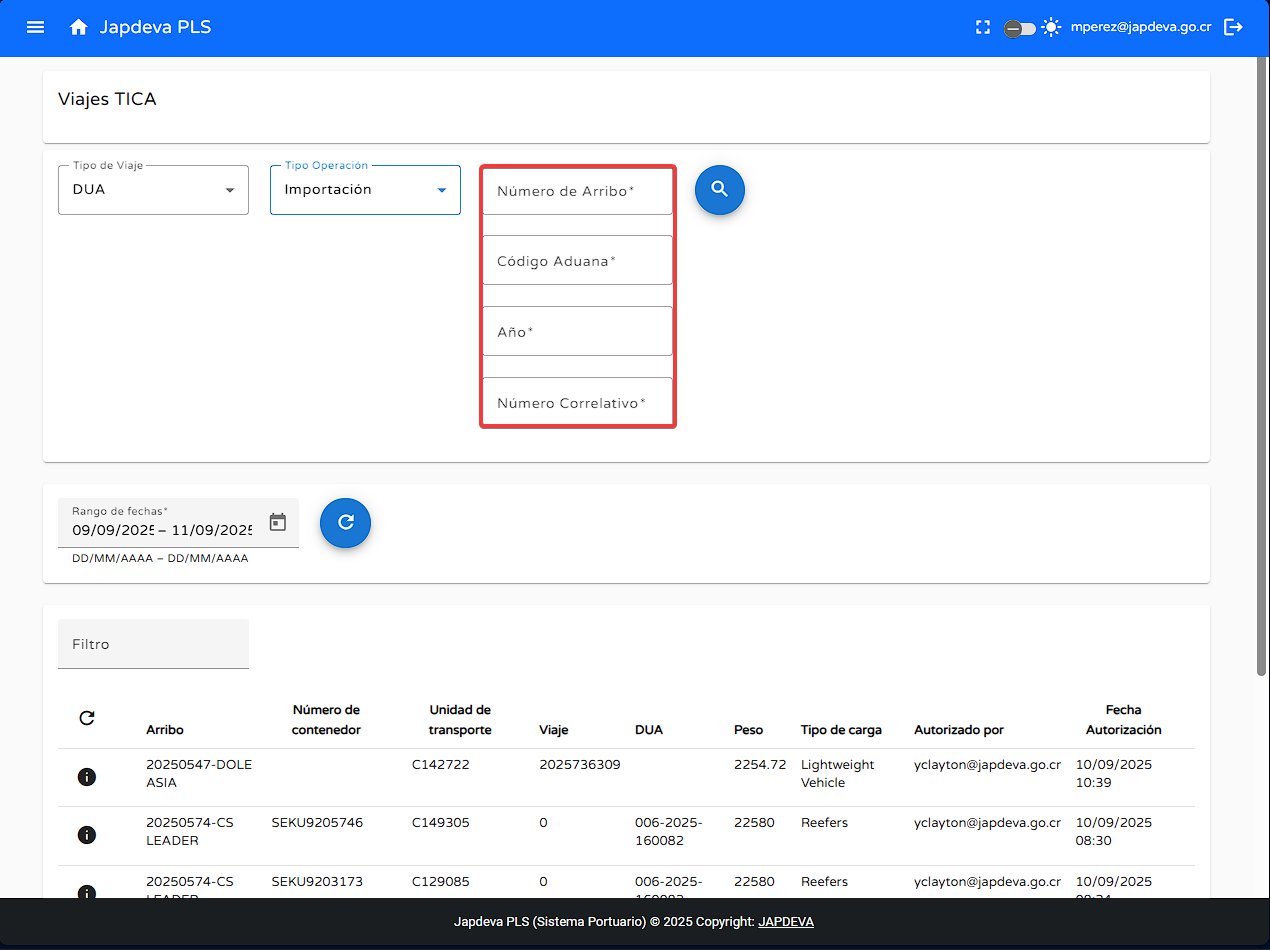 Japdeva PLS
mperez@japdeva.go.cr
Viajes TICA
Tipo de Viaje
DUA
Tipo Operación
Importación
Número de Arribo*
Código Aduana*
Año*
Número Correlativo*
Rango de fechas*
09/09/2025 – 11/09/2025
DD/MM/AAAA – DD/MM/AAAA
Filtro
Arribo Número de contenedor Unidad de transporte Viaje DUA Peso Tipo de carga Autorizado por Fecha Autorización
20250547-DOLE C142722 2025736309 2254.72 Lightweight yclayton@japdeva.go.cr 10/09/2025
ASIA Vehicle 10:39
20250574-CS SEKU9205746 C149305 0 006-2025- 22580 Reefers yclayton@japdeva.go.cr 10/09/2025
LEADER 160082 08:30
20250574-CS SEKU9203173 C129085 0 006-2025- 22580 Reefers yclayton@japdeva.go.cr 10/09/2025
LEADER
Japdeva PLS (Sistema Portuario) © 2025 Copyright: JAPDEVA